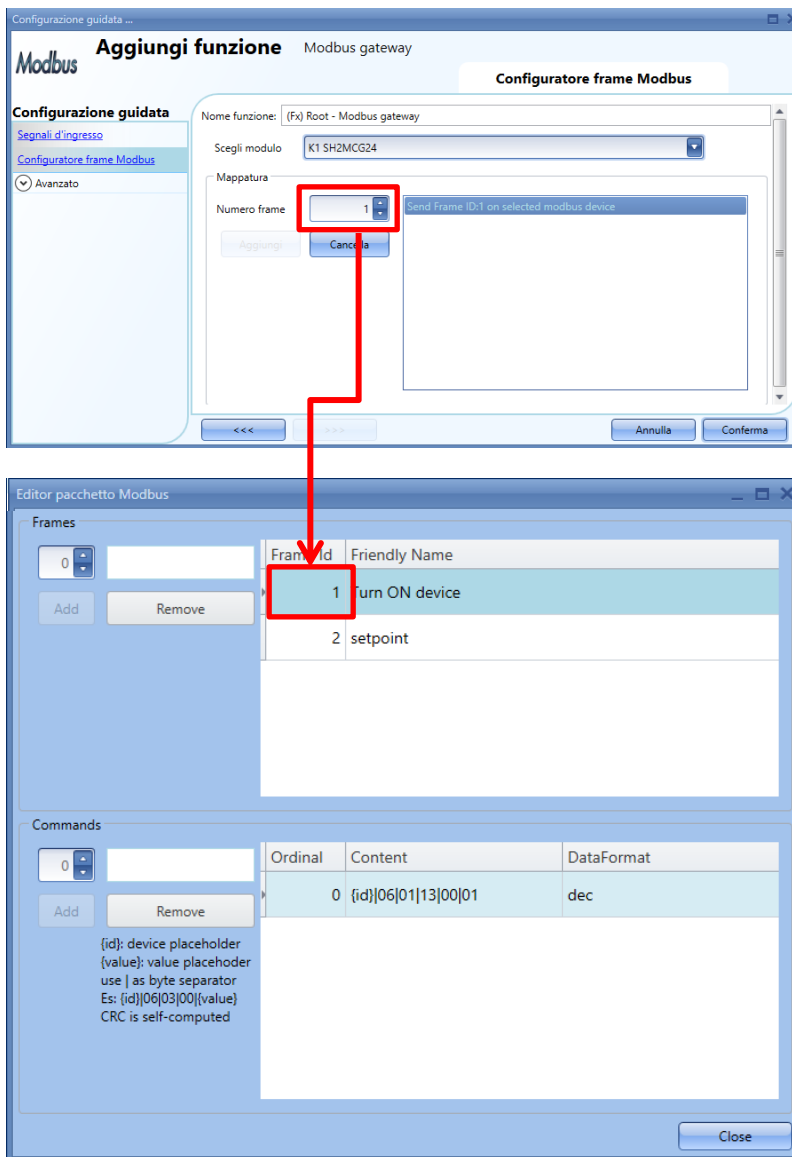 Configurazione guidata ...
Modbus
Aggiungi funzione Modbus gateway
Configuratore frame Modbus
Configurazione guidata
Segnali d'ingresso
Configuratore frame Modbus
Avanzato
Nome funzione: (Fx) Root - Modbus gateway
Scegli modulo K1 SH2MCG24
Mappatura
Numero frame 1
Send Frame ID:1 on selected modbus device
Aggiungi Cancella
<<< >>> Annulla Conferma
Editor pacchetto Modbus
Frames
0
Add Remove
Frame Id Friendly Name
1 Turn ON device
2 setpoint
Commands
0
Add Remove
Ordinal Content DataFormat
0 {id}|06|01|13|00|01 dec
{id}: device placeholder
{value}: value placehoder
use | as byte separator
Es: {id}|06|03|00|{value}
CRC is self-computed
Close